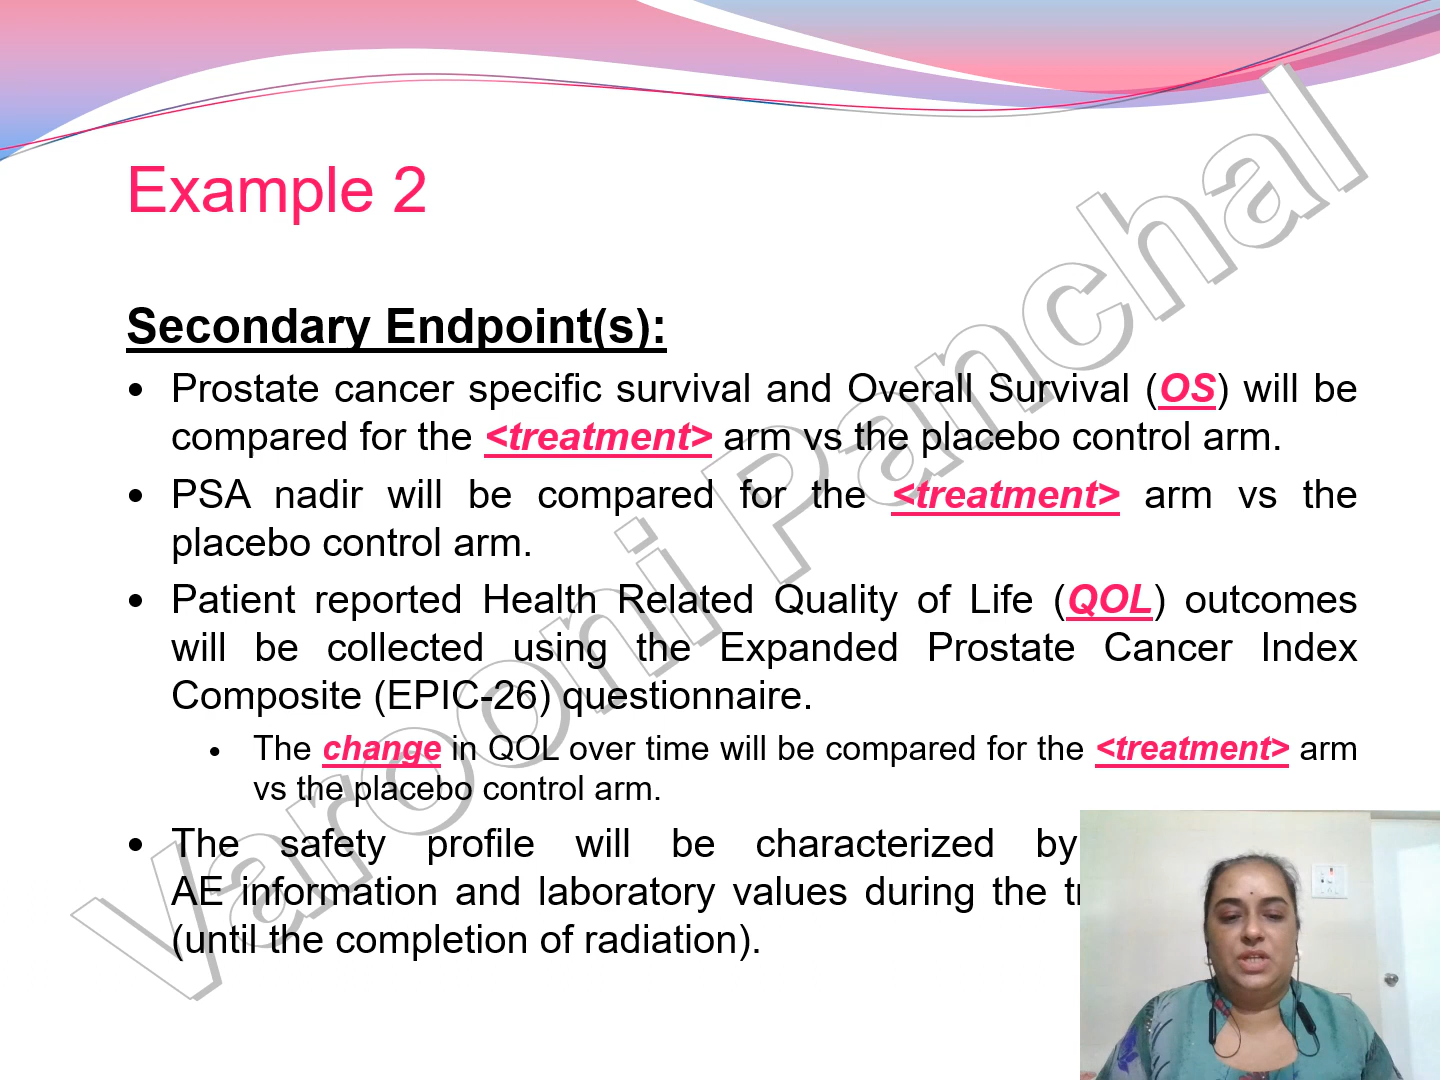 Example 2
Secondary Endpoint(s):
• Prostate cancer specific survival and Overall Survival (OS) will be
compared for the <treatment> arm vs the placebo control arm.
• PSA nadir will be compared for the <treatment> arm vs the
placebo control arm.
• Patient reported Health Related Quality of Life (QOL) outcomes
will be collected using the Expanded Prostate Cancer Index
Composite (EPIC-26) questionnaire.
• The change in QOL over time will be compared for the <treatment> arm
vs the placebo control arm.
• The safety profile will be characterized by
AE information and laboratory values during the
(until the completion of radiation).
Varooni Panchal